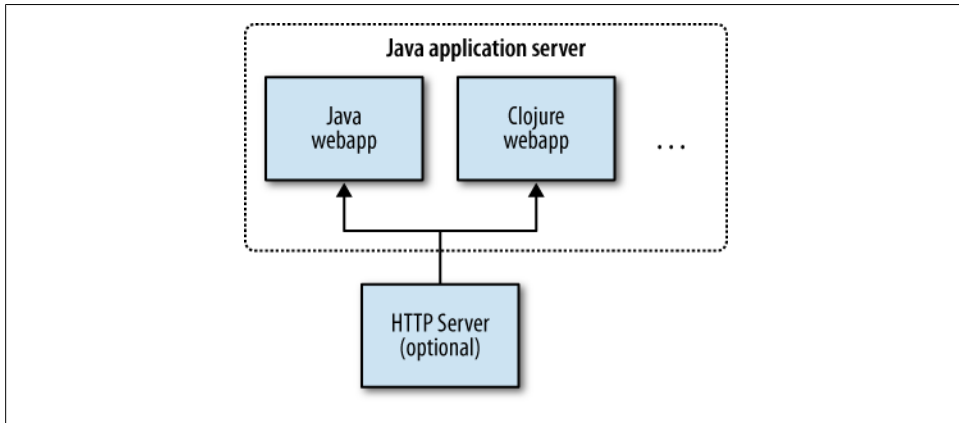 Java application server
Java
webapp
Clojure
webapp
...
HTTP Server
(optional)